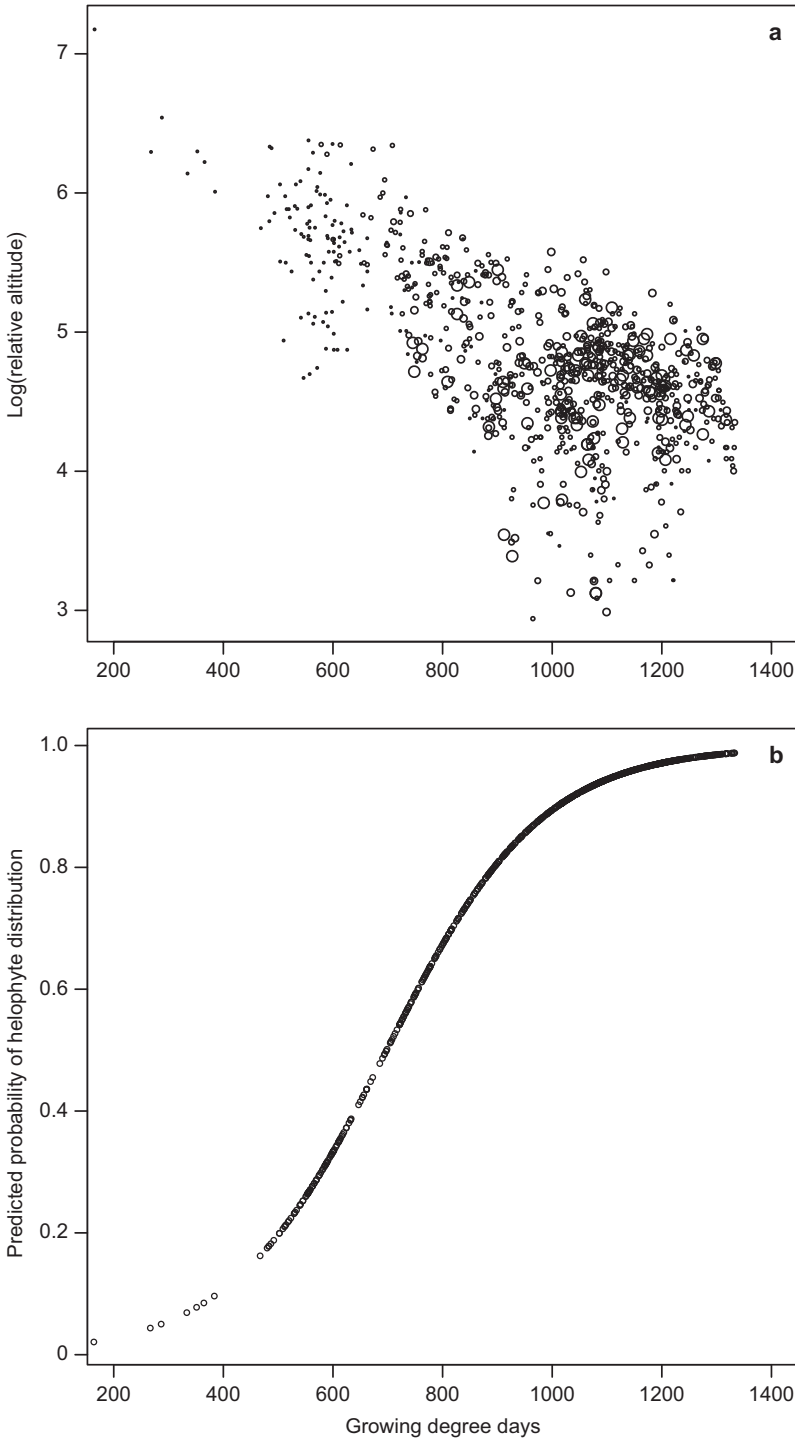 a
7
6
5
4
3
Log(relative altitude)
200 400 600 800 1000 1200 1400
b
1.0
0.8
0.6
0.4
0.2
0
Predicted probability of helophyte distribution
200 400 600 800 1000 1200 1400
Growing degree days